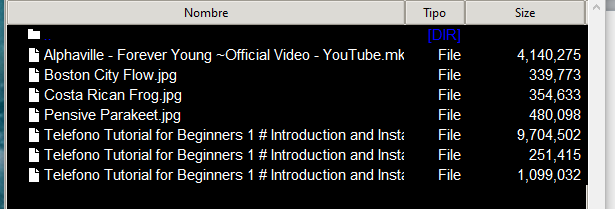 Nombre Tipo Size
.. [DIR]
Alphaville - Forever Young ~Official Video - YouTube.mk File 4,140,275
Boston City Flow.jpg File 339,773
Costa Rican Frog.jpg File 354,633
Pensive Parakeet.jpg File 480,098
Telefono Tutorial for Beginners 1 # Introduction and Insta File 9,704,502
Telefono Tutorial for Beginners 1 # Introduction and Insta File 251,415
Telefono Tutorial for Beginners 1 # Introduction and Insta File 1,099,032